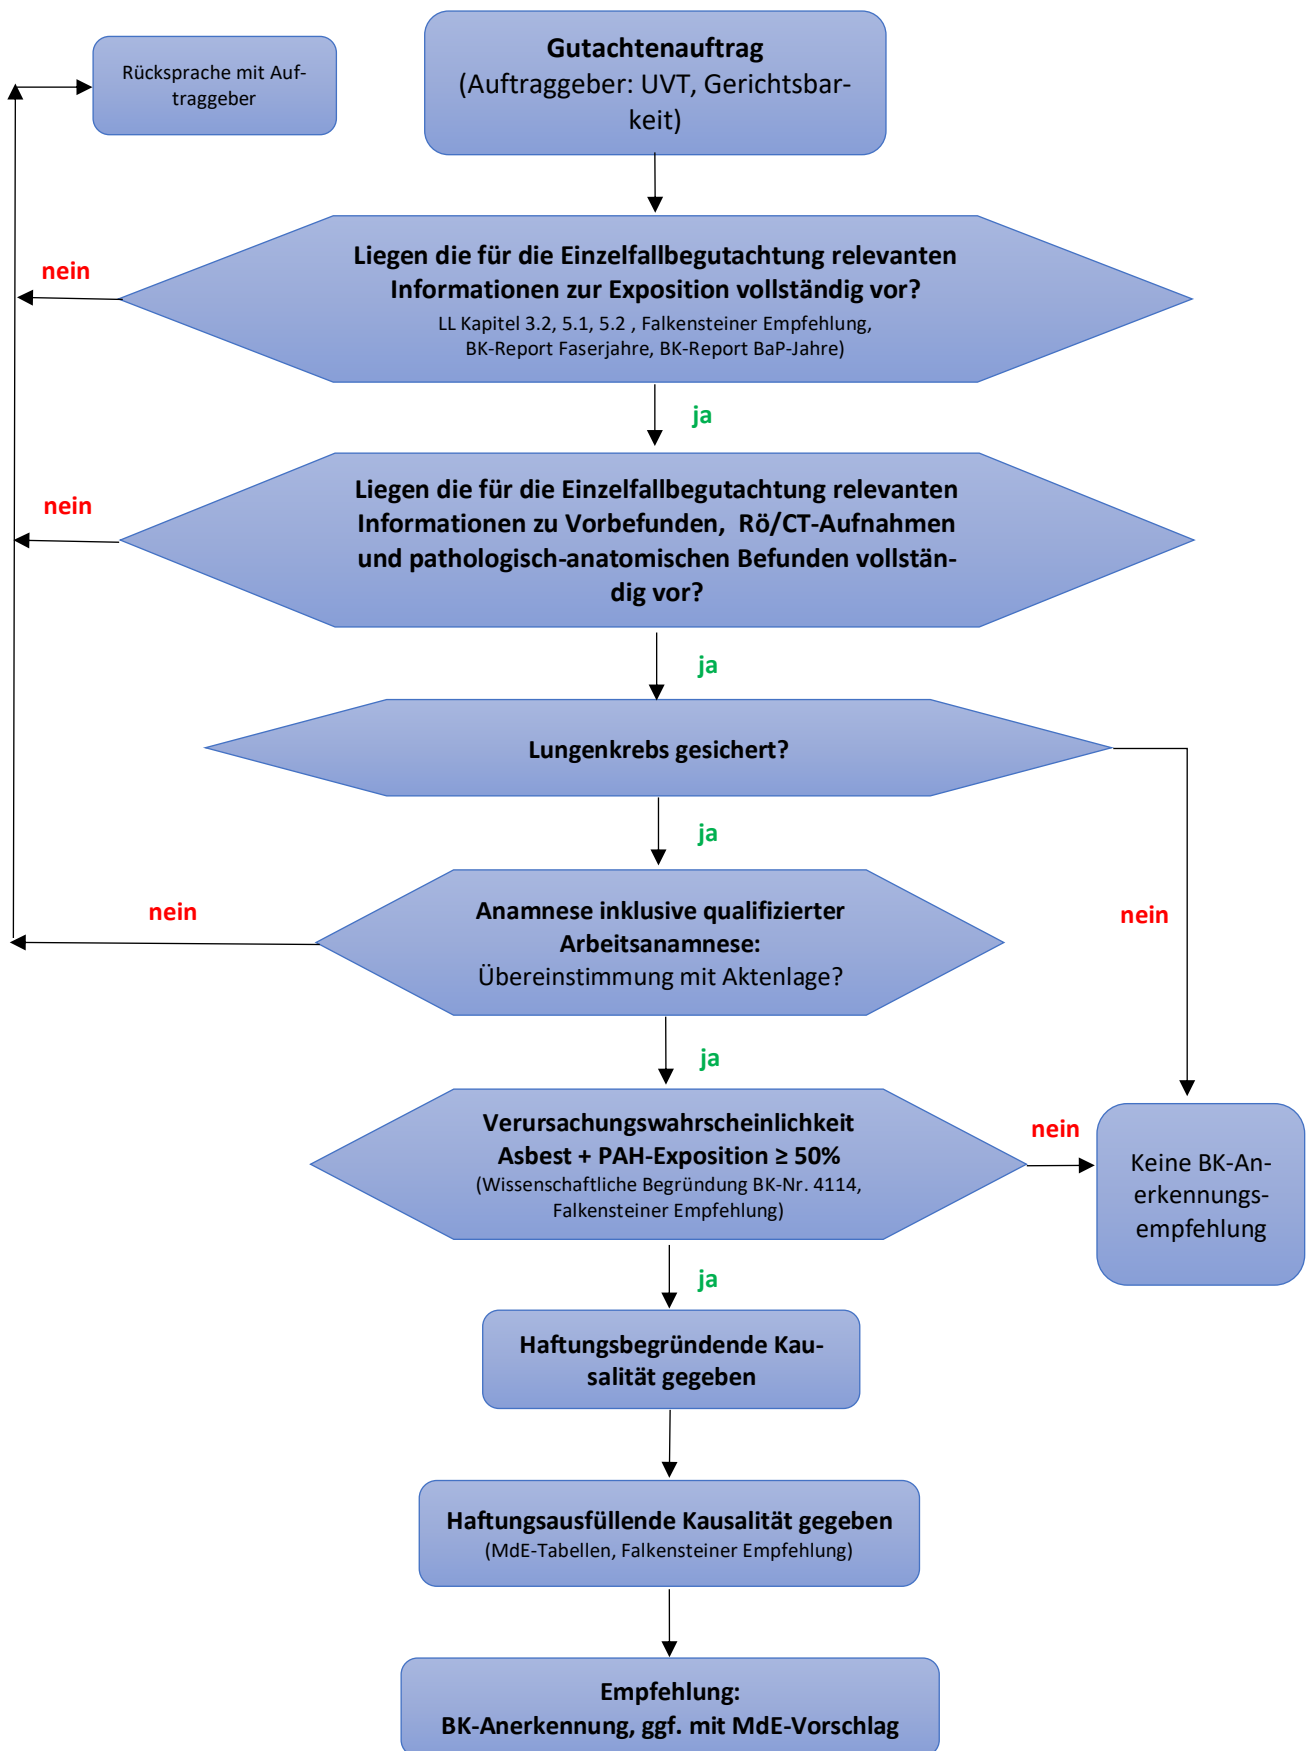 Rücksprache mit Auf-
traggeber
Gutachtenauftrag
(Auftraggeber: UVT, Gerichtsbar-
keit)
Liegen die für die Einzelfallbegutachtung relevanten
Informationen zur Exposition vollständig vor?
LL Kapitel 3.2, 5.1, 5.2 , Falkensteiner Empfehlung,
BK-Report Faserjahre, BK-Report BaP-Jahre)
nein
ja
Liegen die für die Einzelfallbegutachtung relevanten
Informationen zu Vorbefunden, Rö/CT-Aufnahmen
und pathologisch-anatomischen Befunden vollstän-
dig vor?
nein
ja
Lungenkrebs gesichert?
ja
nein
Anamnese inklusive qualifizierter
Arbeitsanamnese:
Übereinstimmung mit Aktenlage?
nein
ja
Verursachungswahrscheinlichkeit
Asbest + PAH-Exposition ≥ 50%
(Wissenschaftliche Begründung BK-Nr. 4114,
Falkensteiner Empfehlung)
nein
Keine BK-An-
erkennungs-
empfehlung
ja
Haftungsbegründende Kau-
salität gegeben
Haftungsausfüllende Kausalität gegeben
(MdE-Tabellen, Falkensteiner Empfehlung)
Empfehlung:
BK-Anerkennung, ggf. mit MdE-Vorschlag